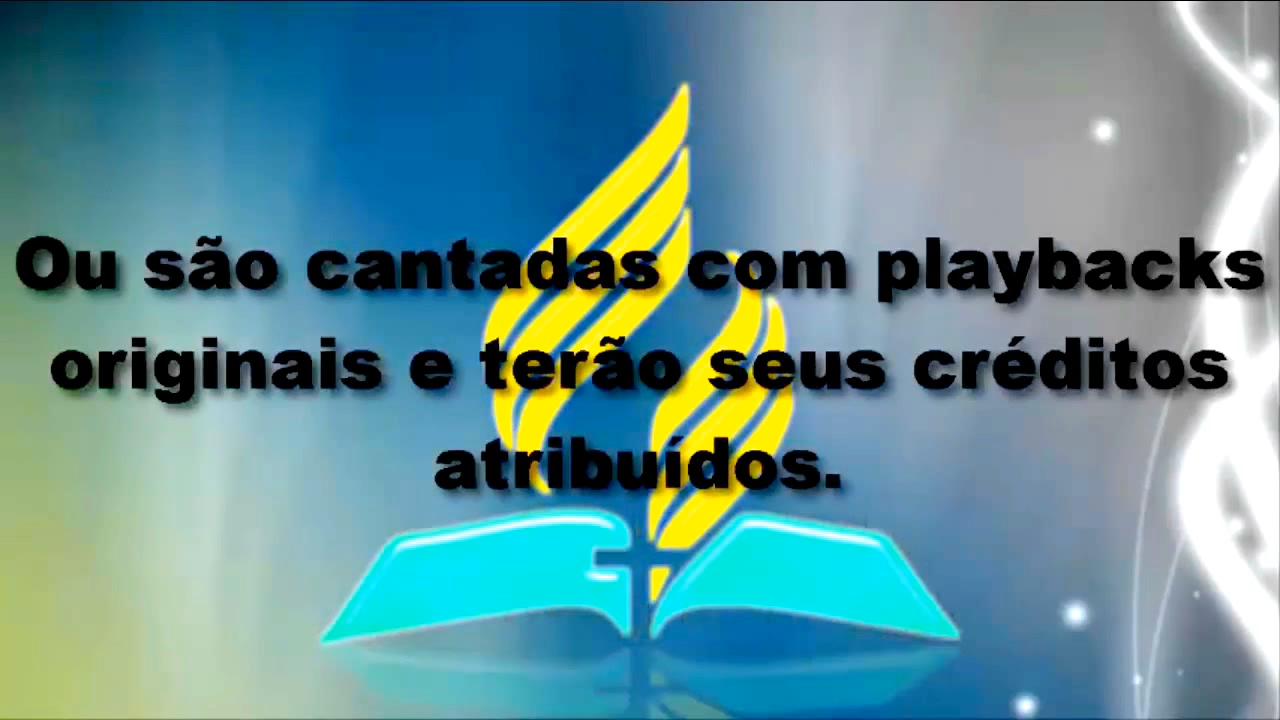 Ou são cantadas com playbacks
originais e terão seus créditos
atribuídos.